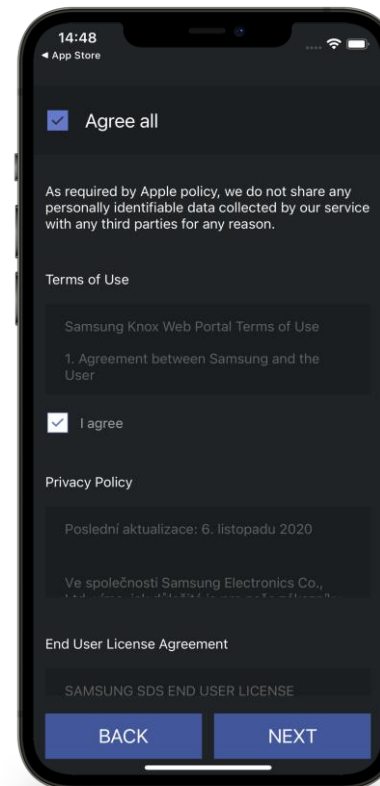 14:48
◀ App Store
Agree all
As required by Apple policy, we do not share any
personally identifiable data collected by our service
with any third parties for any reason.
Terms of Use
Samsung Knox Web Portal Terms of Use
1. Agreement between Samsung and the
User
I agree
Privacy Policy
Poslední aktualizace: 6. listopadu 2020
Ve společnosti Samsung Electronics Co.,
End User License Agreement
SAMSUNG SDS END USER LICENSE
BACK
NEXT